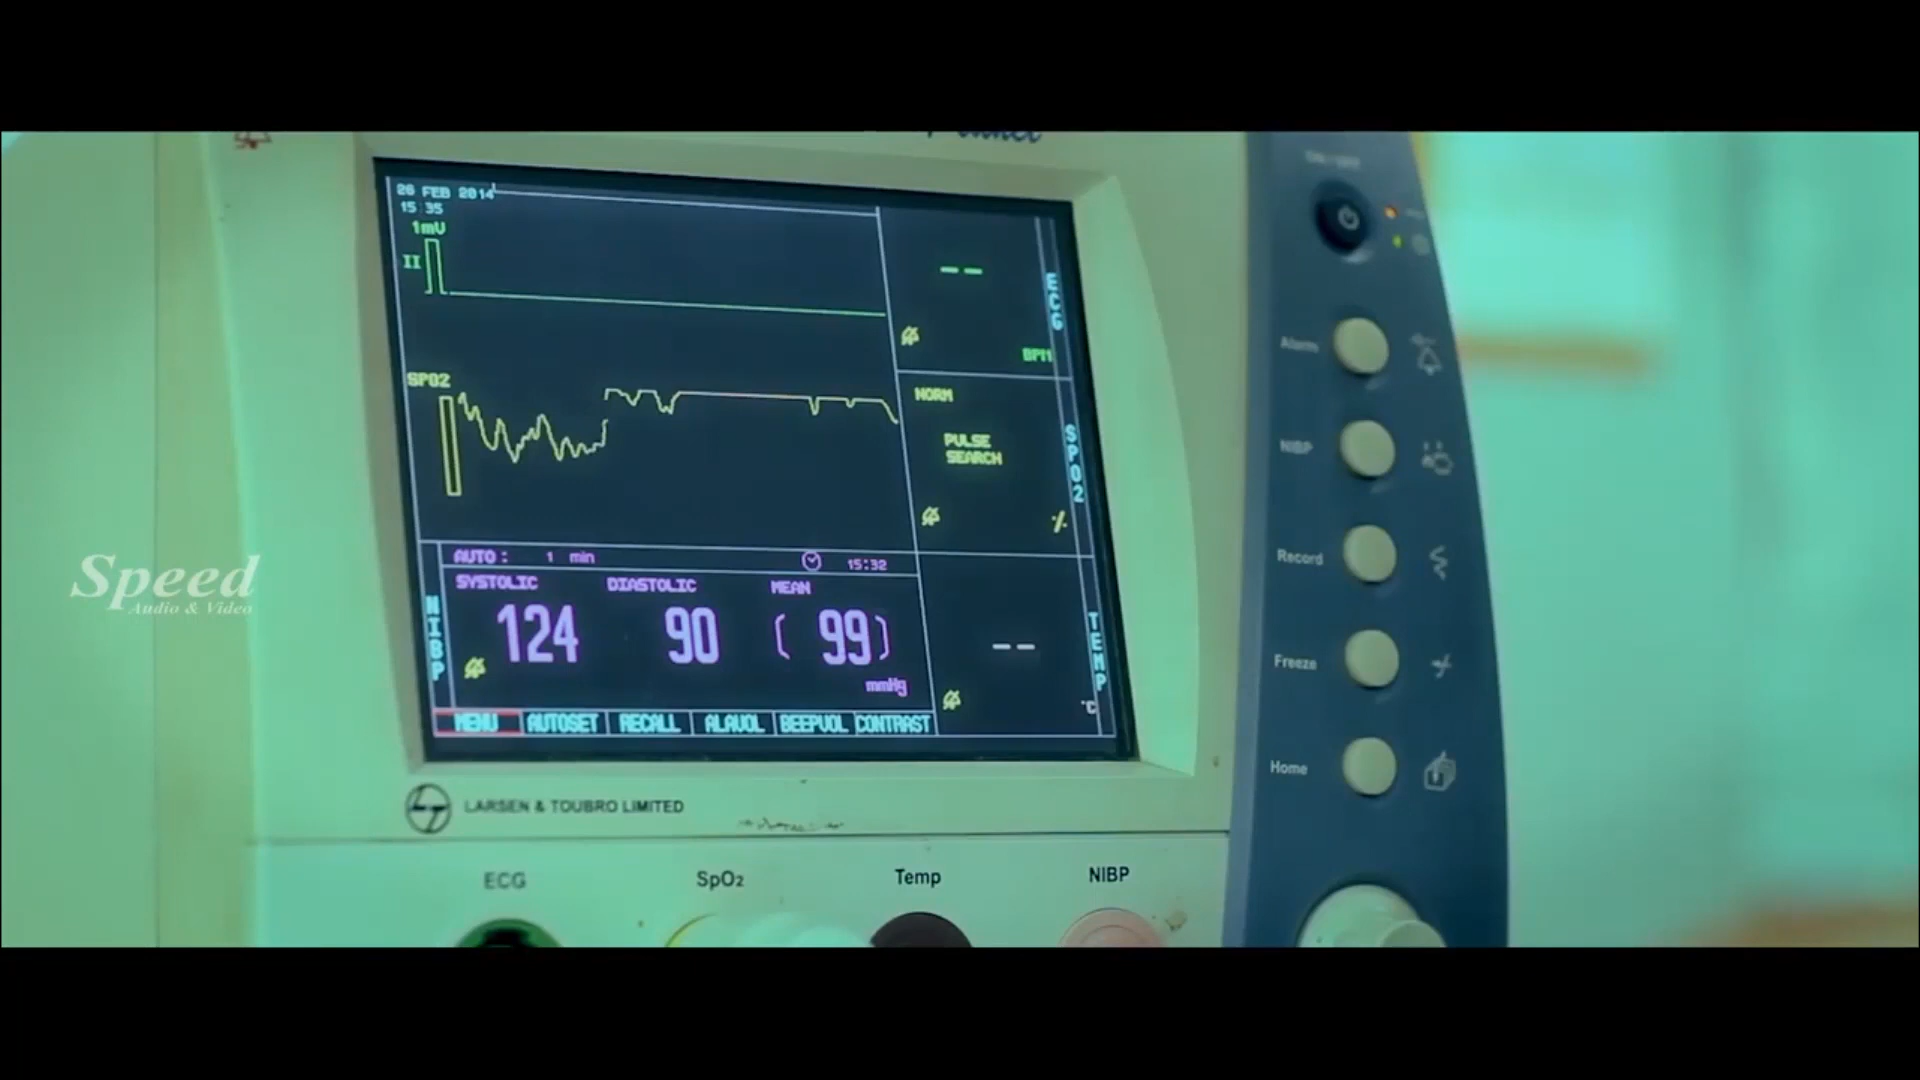 26 FEB 2014
15 35
1mV
II
ECG
BPM
SPO2
NORM
PULSE
SEARCH
SPO2
%
AUTO : 1 min 15:32
SYSTOLIC DIASTOLIC MEAN
124 90 ( 99 )
mmHg
NIBP
TEMP
°C
MENU AUTOSET RECALL ALAVOL BEEPVOL CONTRAST
LARSEN & TOUBRO LIMITED
ECG SpO2 Temp NIBP
Alarm
NIBP
Record
Freeze
Home
Speed
Audio & Video